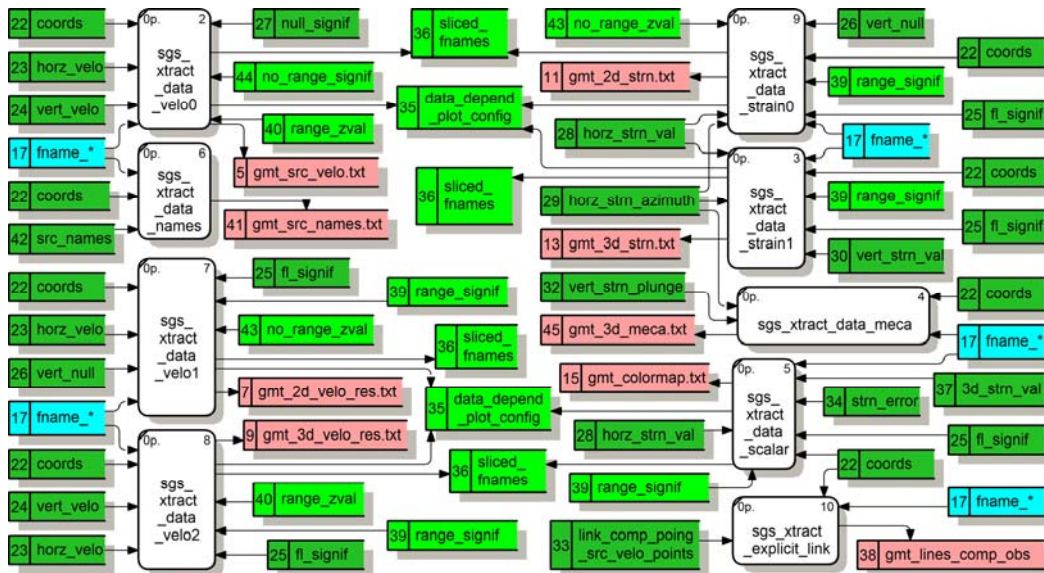 22 coords
23 horz_velo
24 vert_velo
17 fname_*
22 coords
42 src_names
0p. 2
sgs_
xtract_
data_
_velo0
27 null_signif
44 no_range_signif
40 range_zval
6
sgs_
xtract
_data
_names
0p.
5 gmt_src_velo.txt
41 gmt_src_names.txt
36 sliced_
fnames
35 data_depend
_plot_config
36 sliced_
fnames
43 no_range_zval
11 gmt_2d_strn.txt
28 horz_strn_val
29 horz_strn_azimuth
13 gmt_3d_strn.txt
32 vert_strn_plunge
45 gmt_3d_meca.txt
0p. 9
sgs_
xtract
_data_
strain0
26 vert_null
22 coords
39 range_signif
25 fl_signif
17 fname_*
0p. 3
sgs_
xtract
_data_
strain1
22 coords
39 range_signif
25 fl_signif
30 vert_strn_val
0p. 4
sgs_xtract_data_meca
22 coords
17 fname_*
22 coords
23 horz_velo
26 vert_null
17 fname_*
0p. 7
sgs_
xtract
_data
_velo1
25 fl_signif
39 range_signif
43 no_range_zval
36 sliced_
fnames
7 gmt_2d_velo_res.txt
35 data_depend
_plot_config
9 gmt_3d_velo_res.txt
22 coords
24 vert_velo
23 horz_velo
0p. 8
sgs_
xtract
_data
_velo2
36 sliced_
fnames
40 range_zval
39 range_signif
25 fl_signif
15 gmt_colormap.txt
28 horz_strn_val
39 range_signif
0p. 5
sgs_
xtract
_data
_scalar
37 3d_strn_val
34 strn_error
25 fl_signif
22 coords
33 link_comp_poing
_src_velo_points
0p. 10
sgs_xtract
_explicit_link
17 fname_*
38 gmt_lines_comp_obs